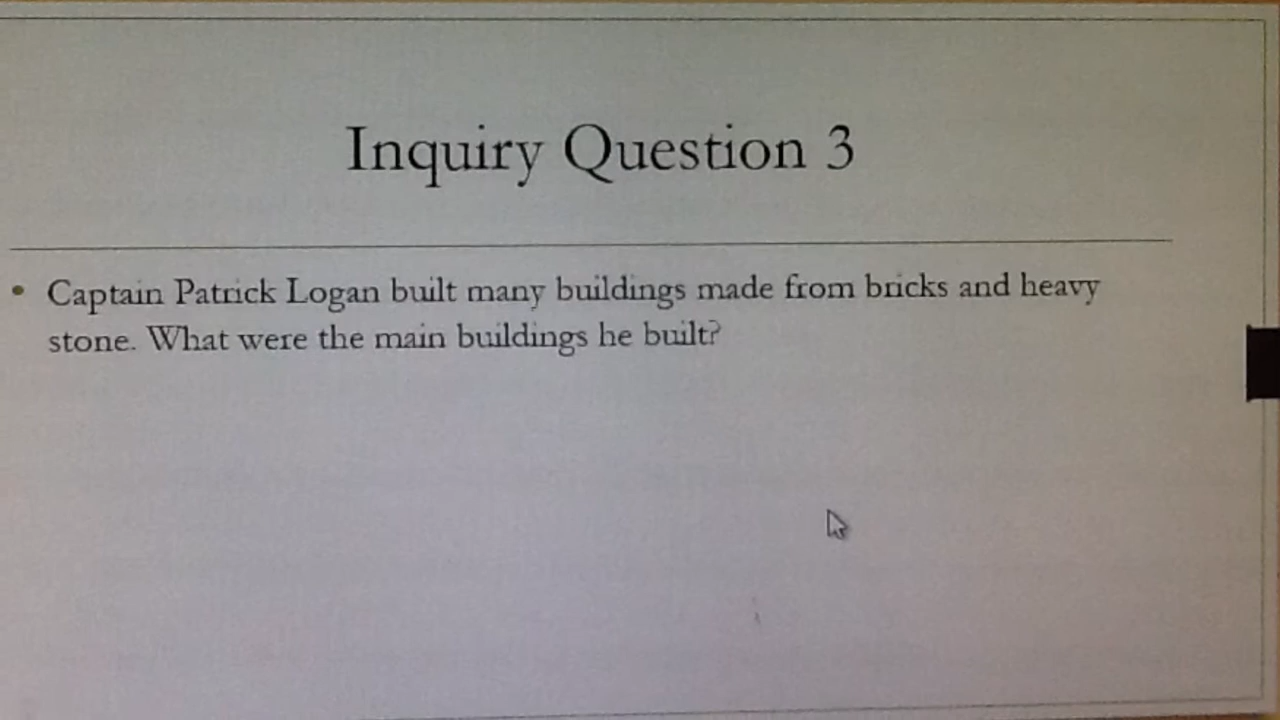 Inquiry Question 3
• Captain Patrick Logan built many buildings made from bricks and heavy
stone. What were the main buildings he built?